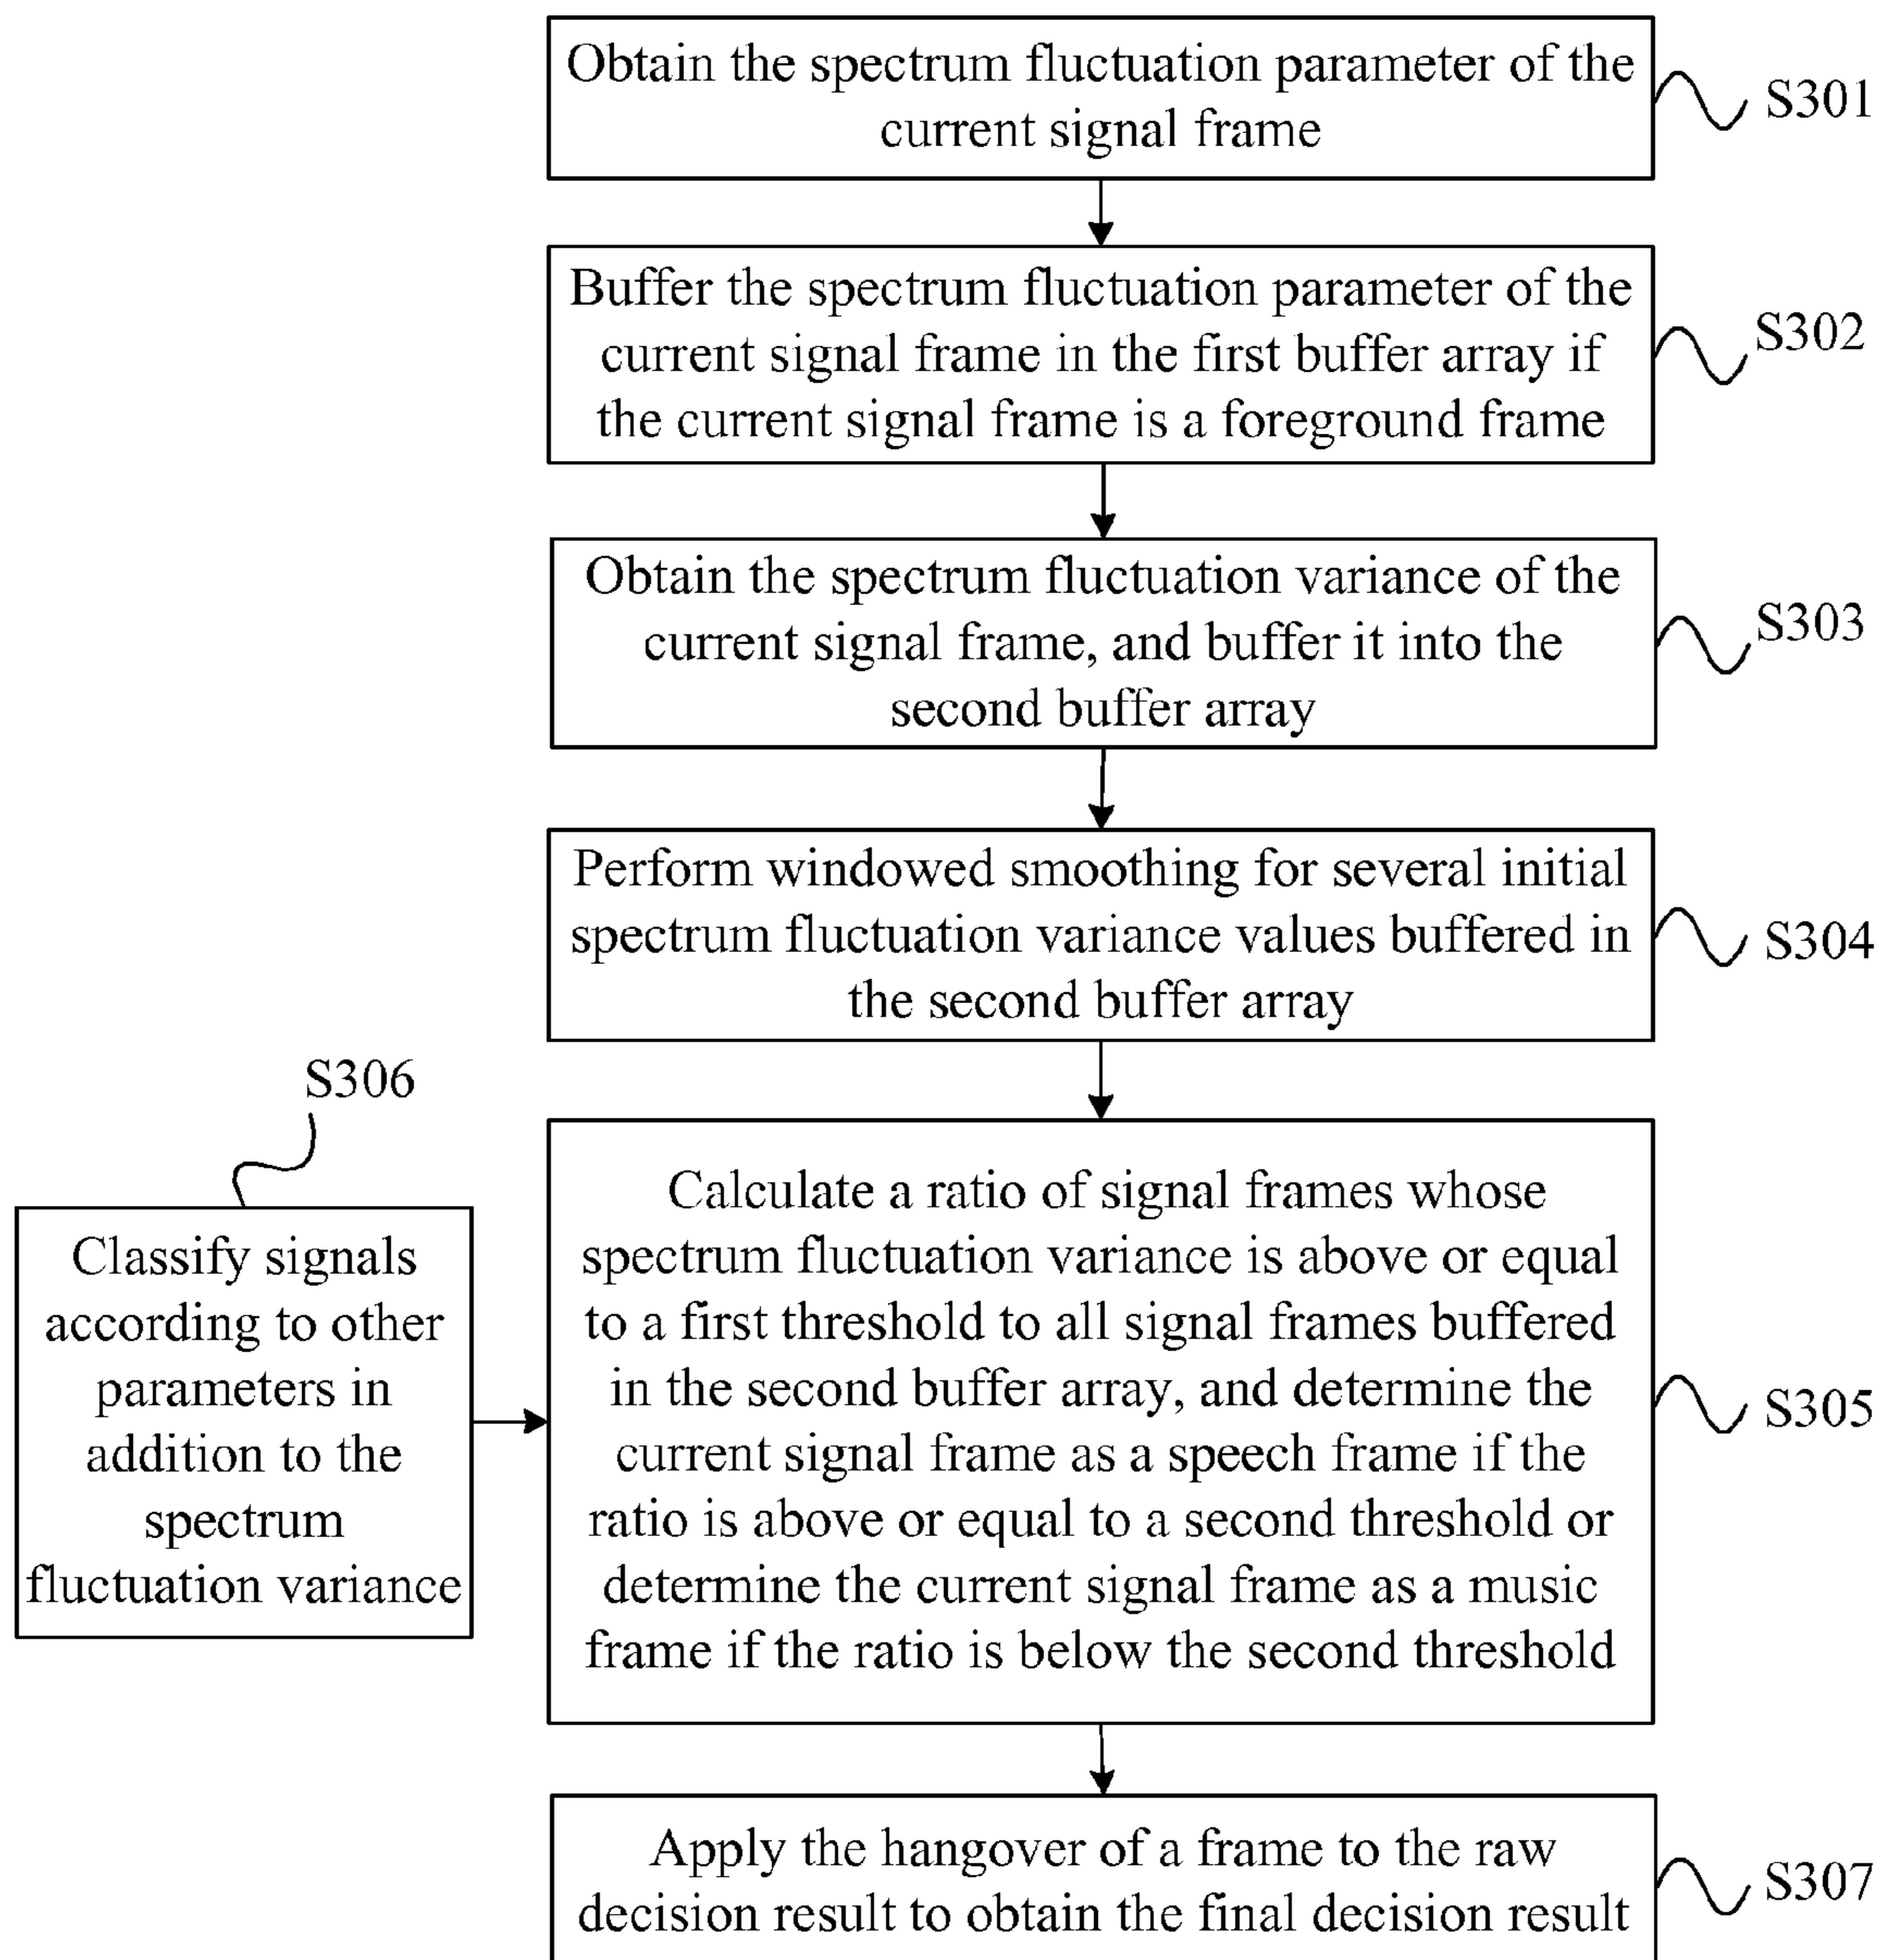 Obtain the spectrum fluctuation parameter of the
current signal frame
S301
Buffer the spectrum fluctuation parameter of the
current signal frame in the first buffer array if
the current signal frame is a foreground frame
S302
Obtain the spectrum fluctuation variance of the
current signal frame, and buffer it into the
second buffer array
S303
Perform windowed smoothing for several initial
spectrum fluctuation variance values buffered in
the second buffer array
S304
S306
Classify signals
according to other
parameters in
addition to the
spectrum
fluctuation variance
Calculate a ratio of signal frames whose
spectrum fluctuation variance is above or equal
to a first threshold to all signal frames buffered
in the second buffer array, and determine the
current signal frame as a speech frame if the
ratio is above or equal to a second threshold or
determine the current signal frame as a music
frame if the ratio is below the second threshold
S305
Apply the hangover of a frame to the raw
decision result to obtain the final decision result
S307